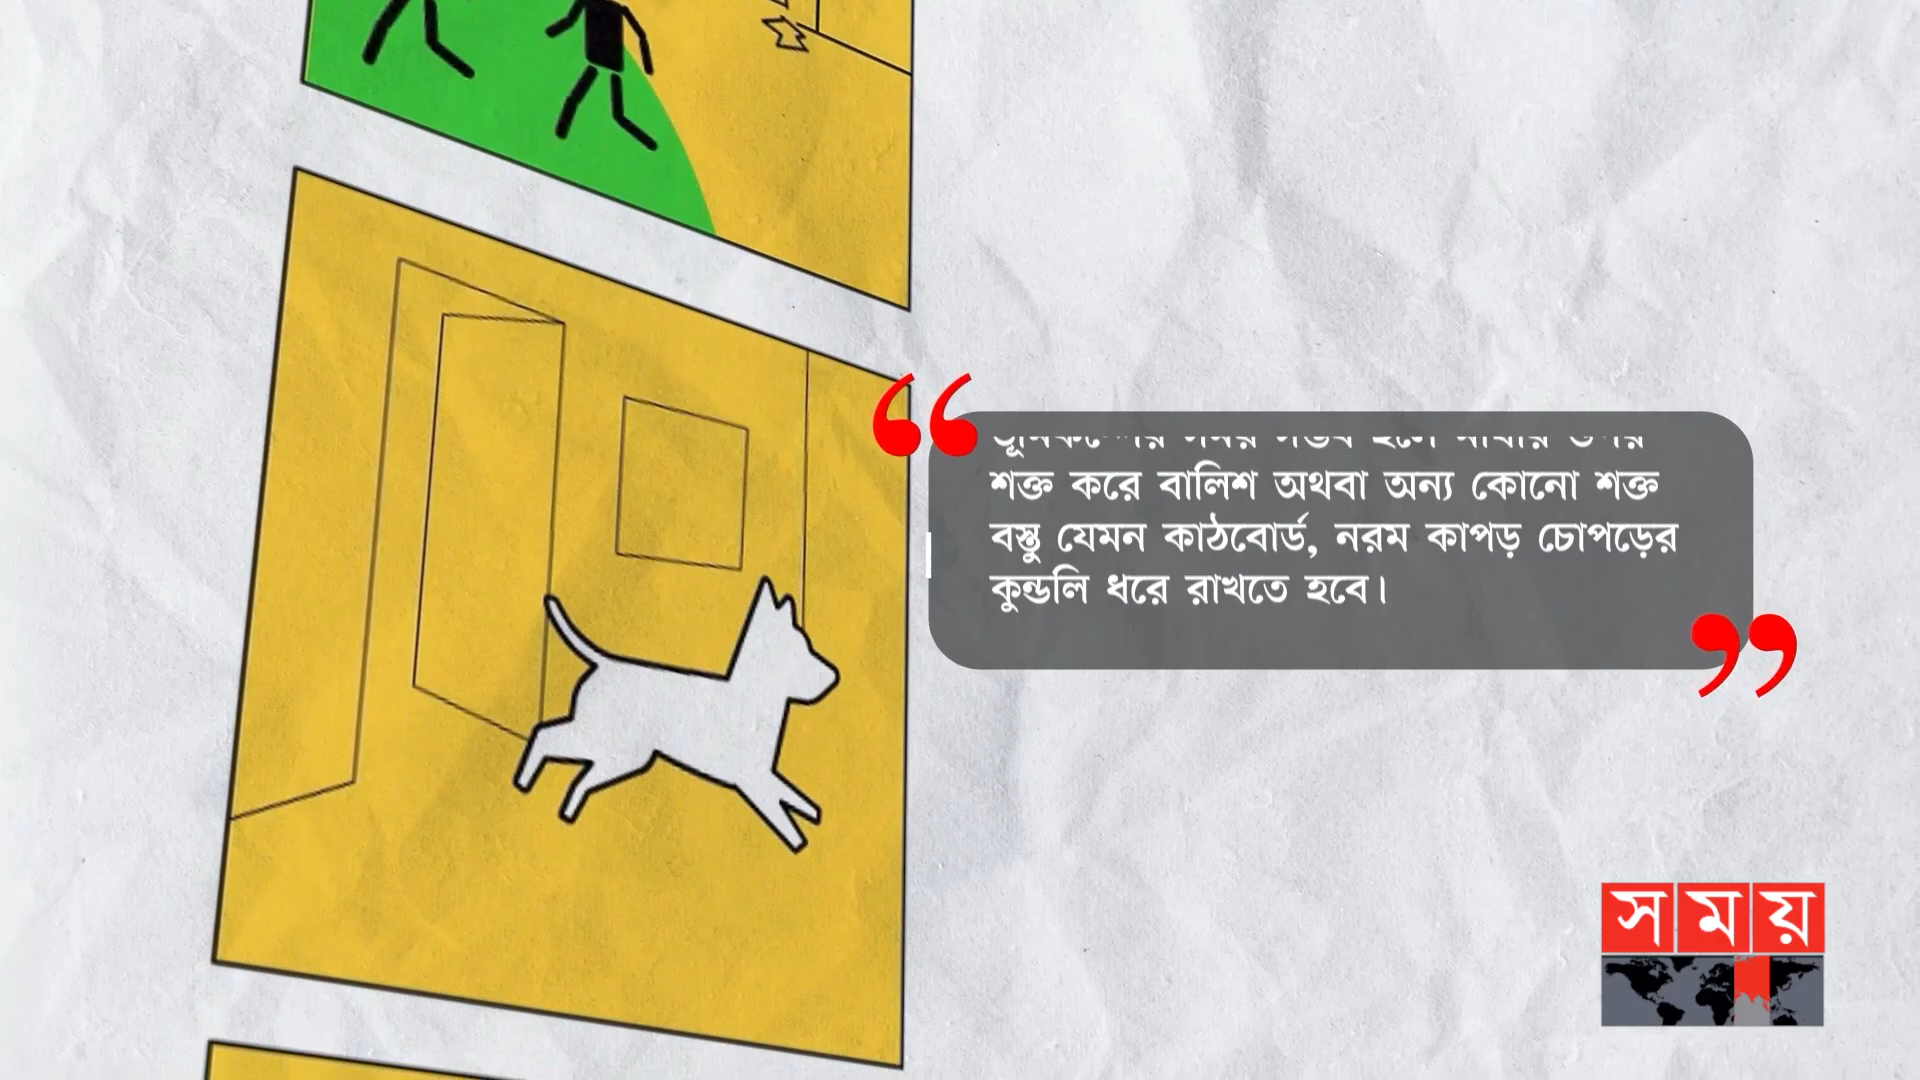 শক্ত করে বালিশ অথবা অন্য কোনো শক্ত
বস্তু যেমন কাঠবোর্ড, নরম কাপড় চোপড়ের
কুন্ডলি ধরে রাখতে হবে।
সময়